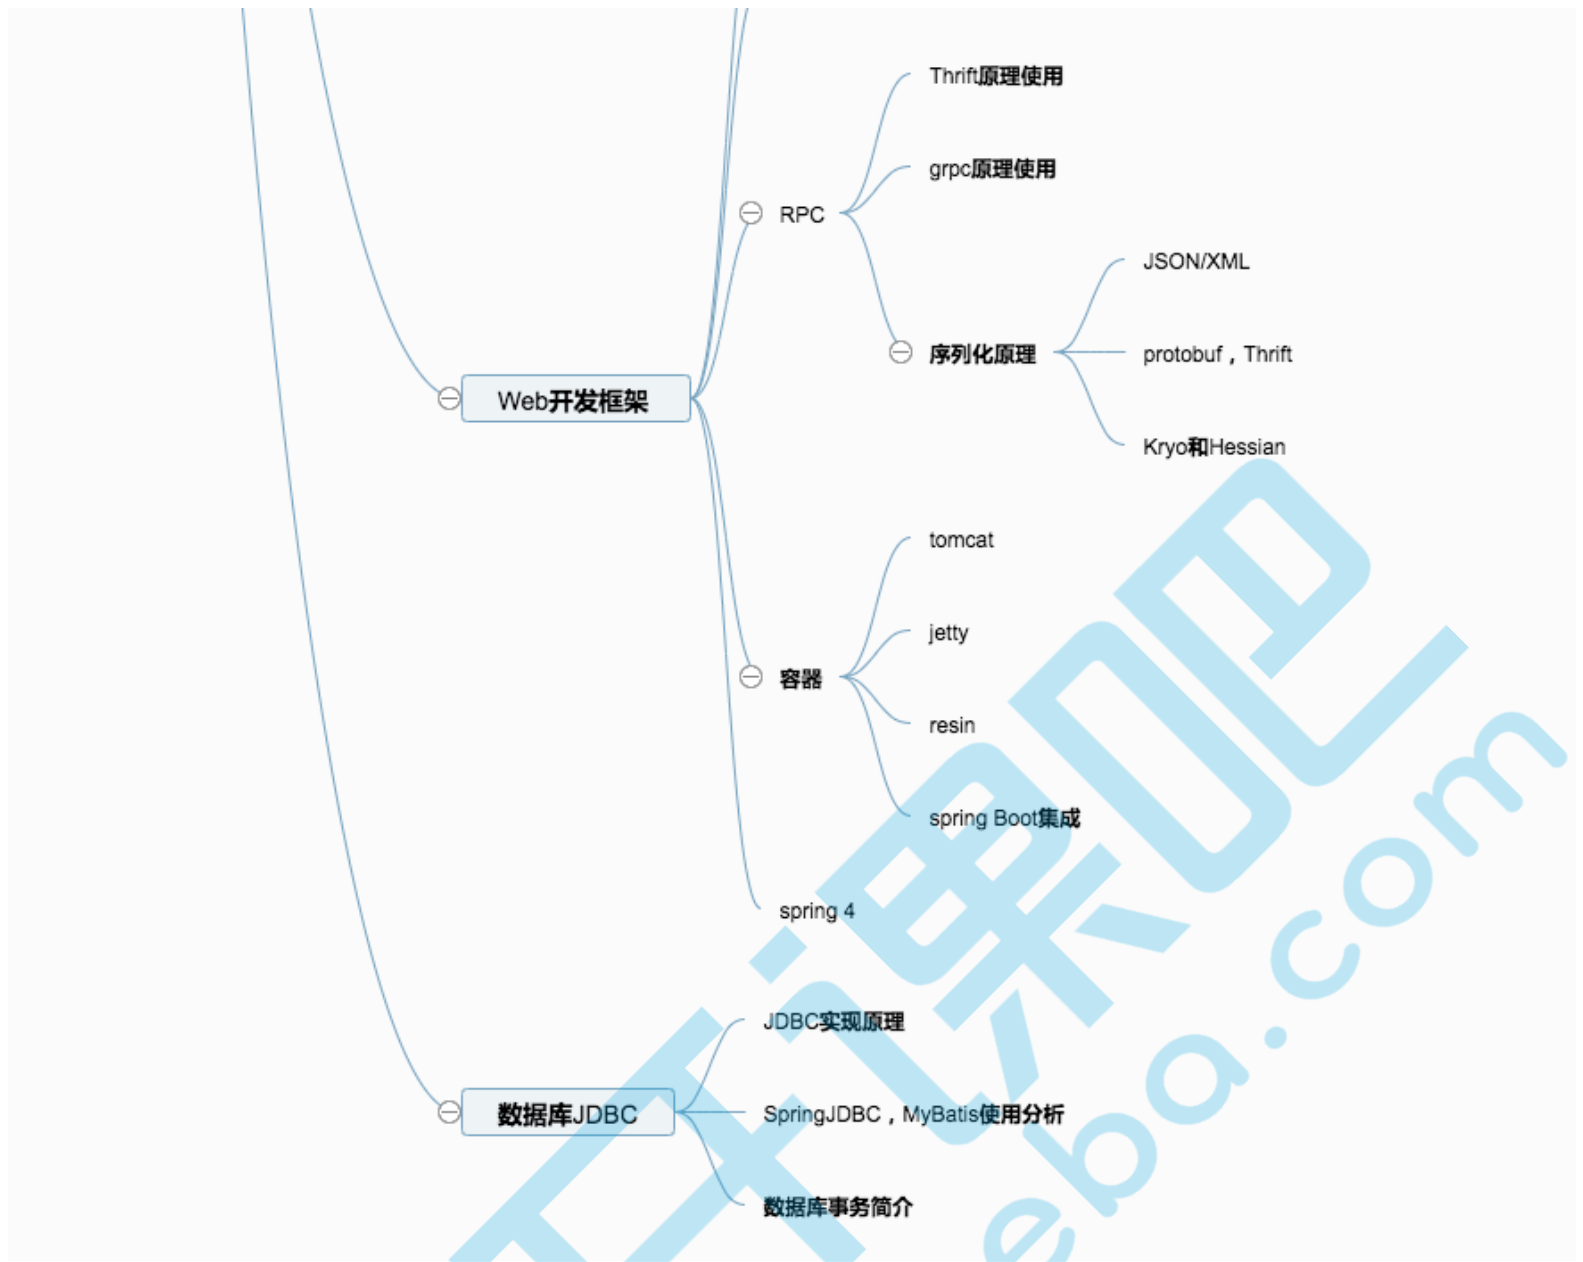 Thrift原理使用
grpc原理使用
RPC
JSON/XML
序列化原理
protobuf，Thrift
Web开发框架
Kryo和Hessian
tomcat
jetty
容器
resin
spring Boot集成
spring 4
JDBC实现原理
数据库JDBC
SpringJDBC，MyBatis使用分析
数据库事务简介
开课吧
eba.com